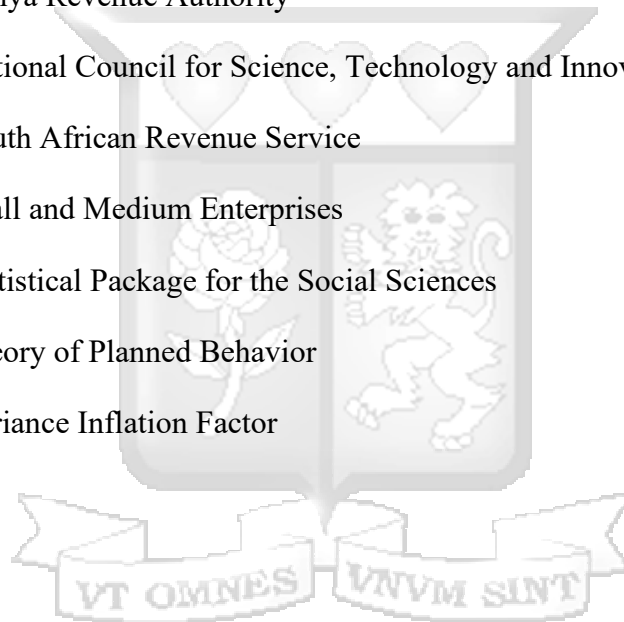 nya Revenue Authority
tional Council for Science, Technology and Innov
uth African Revenue Service
all and Medium Enterprises
tistical Package for the Social Sciences
eory of Planned Behavior
riance Inflation Factor
VT OMNES VNVM SINT